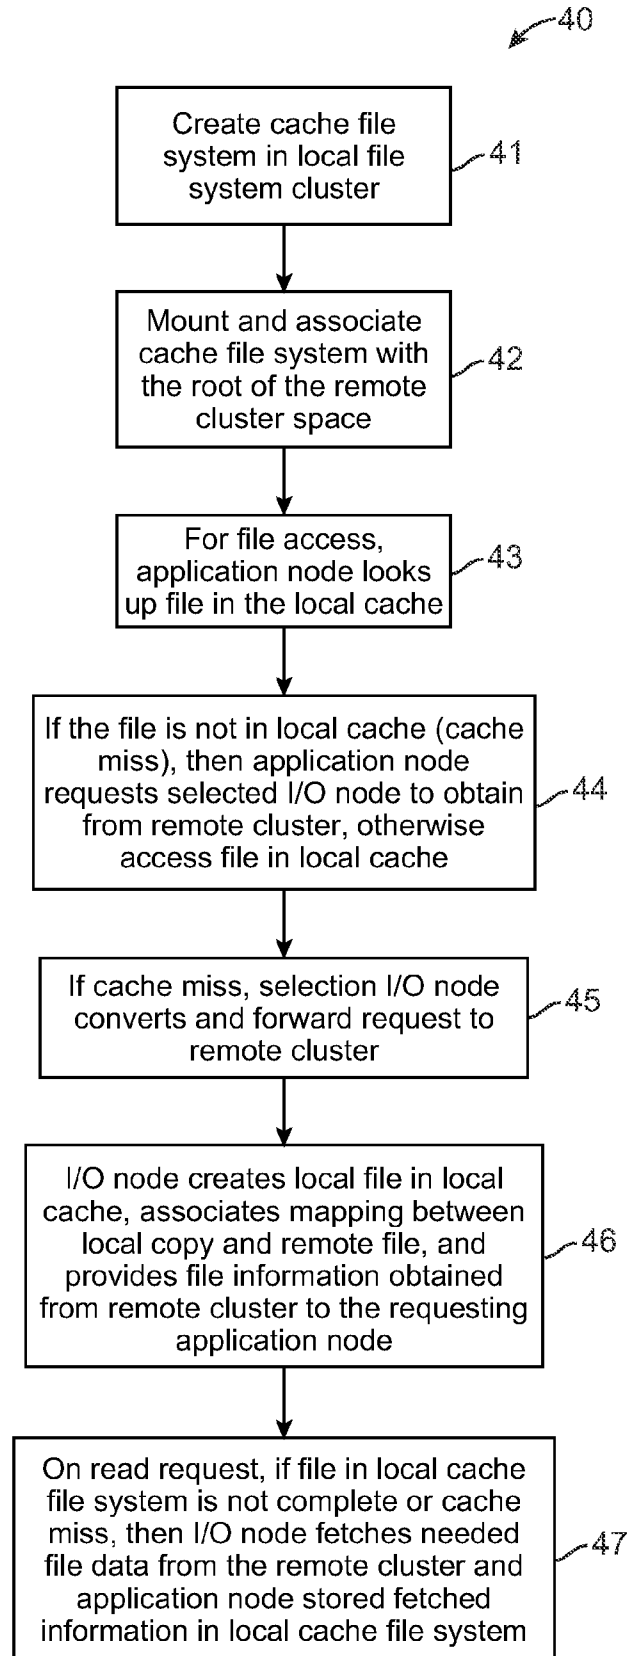 40
Create cache file
system in local file
system cluster
41
Mount and associate
cache file system with
the root of the remote
cluster space
42
For file access,
application node looks
up file in the local cache
43
If the file is not in local cache (cache
miss), then application node
requests selected I/O node to obtain
from remote cluster, otherwise
access file in local cache
44
If cache miss, selection I/O node
converts and forward request to
remote cluster
45
I/O node creates local file in local
cache, associates mapping between
local copy and remote file, and
provides file information obtained
from remote cluster to the requesting
application node
46
On read request, if file in local cache
file system is not complete or cache
miss, then I/O node fetches needed
file data from the remote cluster and
application node stored fetched
information in local cache file system
47